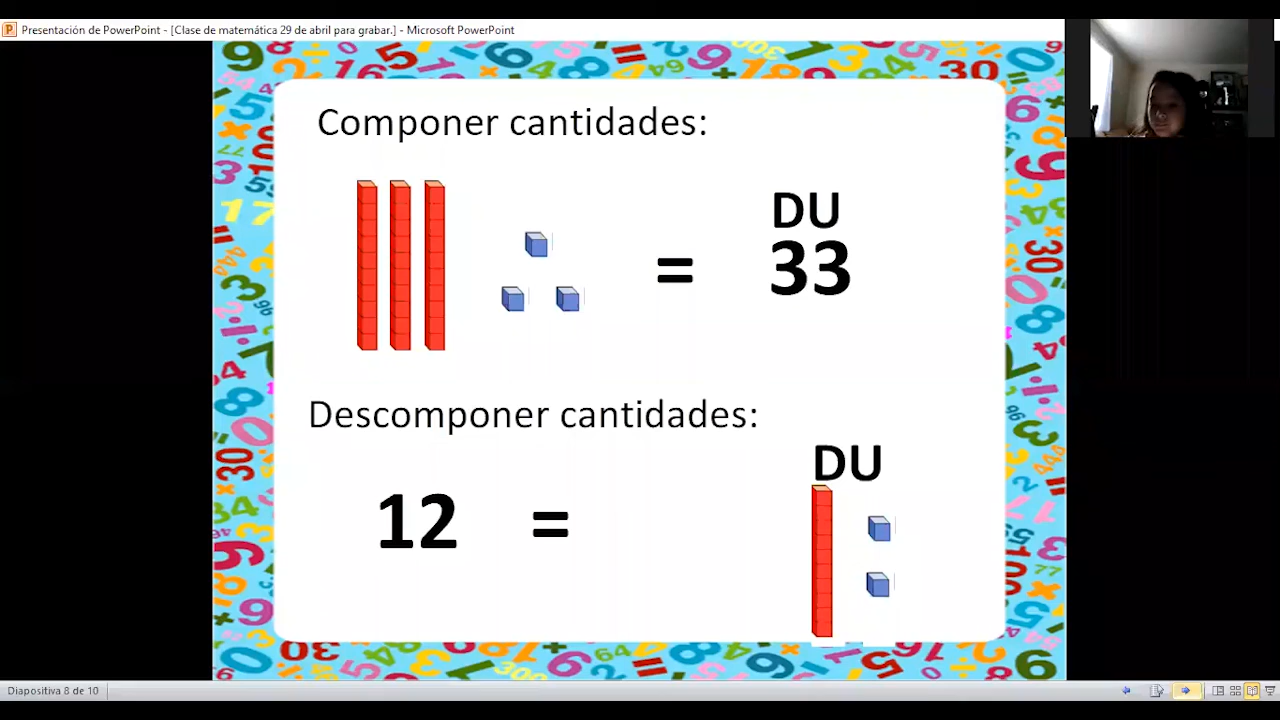 Presentación de PowerPoint - [Clase de matemática 29 de abril para grabar.] - Microsoft PowerPoint
Componer cantidades:
DU
= 33
Descomponer cantidades:
DU
12 =
Diapositiva 8 de 10